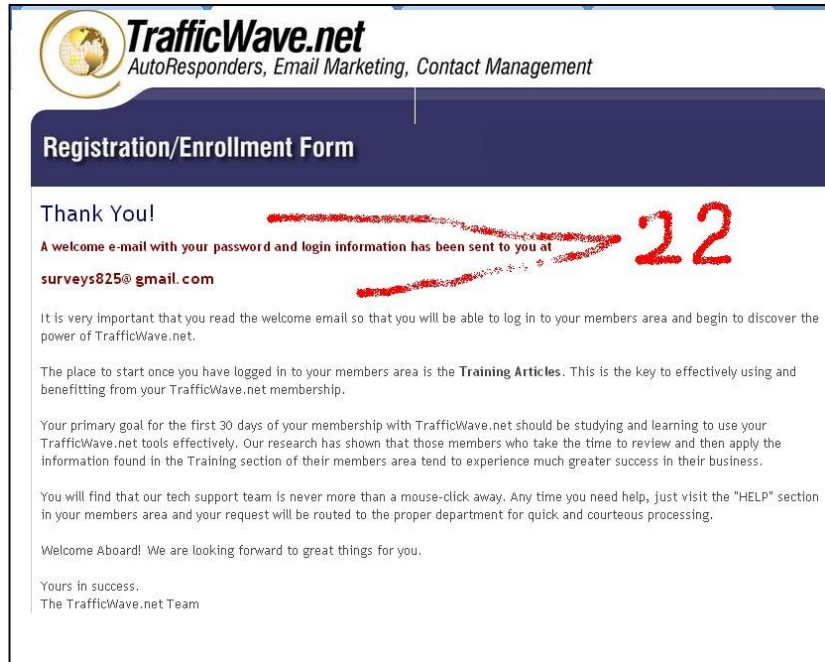 TrafficWave.net
AutoResponders, Email Marketing, Contact Management
Registration/Enrollment Form
Thank You!
22
A welcome e-mail with your password and login information has been sent to you at
surveys825@gmail.com
It is very important that you read the welcome email so that you will be able to log in to your members area and begin to discover the
power of TrafficWave.net.
The place to start once you have logged in to your members area is the Training Articles. This is the key to effectively using and
benefitting from your TrafficWave.net membership.
Your primary goal for the first 30 days of your membership with TrafficWave.net should be studying and learning to use your
TrafficWave.net tools effectively. Our research has shown that those members who take the time to review and then apply the
information found in the Training section of their members area tend to experience much greater success in their business.
You will find that our tech support team is never more than a mouse-click away. Any time you need help, just visit the "HELP" section
in your members area and your request will be routed to the proper department for quick and courteous processing.
Welcome Aboard! We are looking forward to great things for you.
Yours in success.
The TrafficWave.net Team